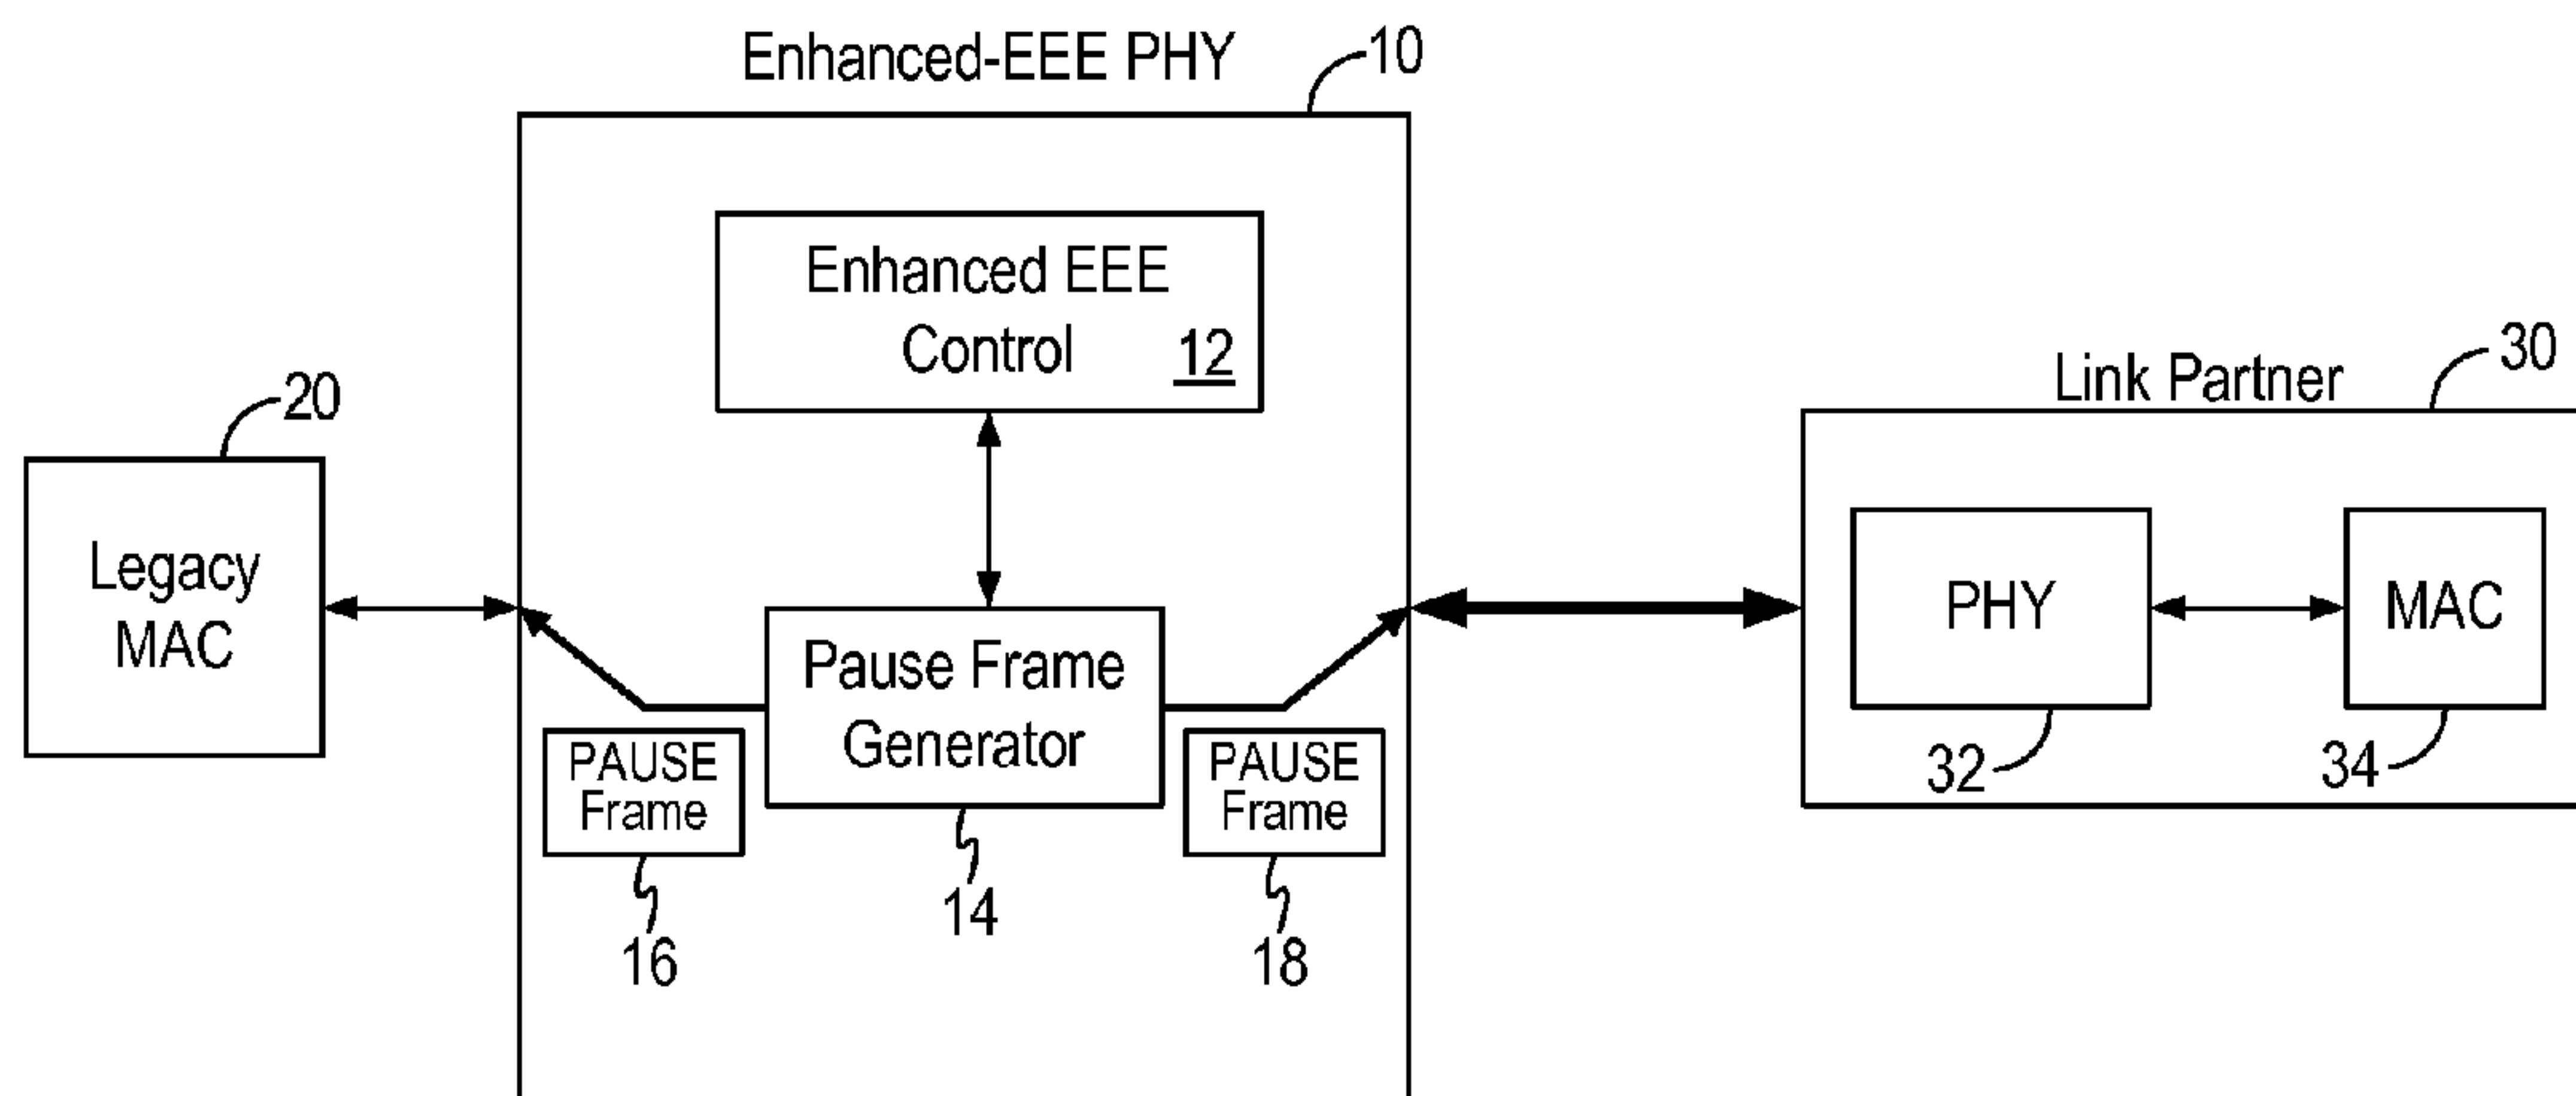 Enhanced-EEE PHY
10
Enhanced EEE
Control 12
20
Legacy
MAC
Pause Frame
Generator
PAUSE
Frame
PAUSE
Frame
16
14
18
Link Partner
30
PHY
MAC
32
34